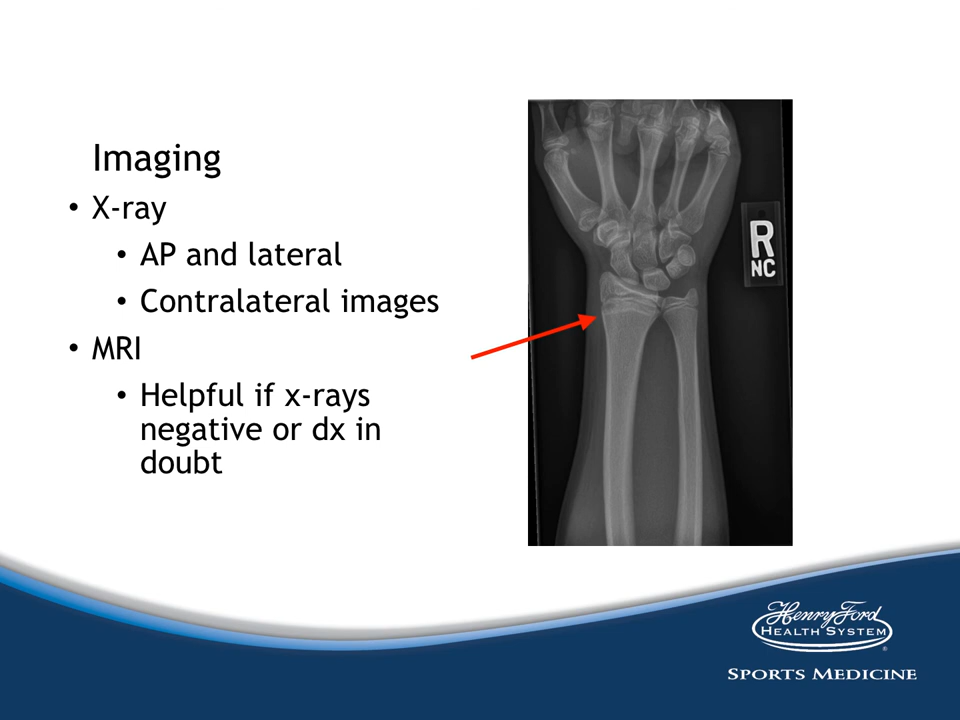 Imaging
• X-ray
• AP and lateral
• Contralateral images
• MRI
• Helpful if x-rays
negative or dx in
doubt
R
NC
Henry Ford
HEALTH SYSTEM
®
SPORTS MEDICINE